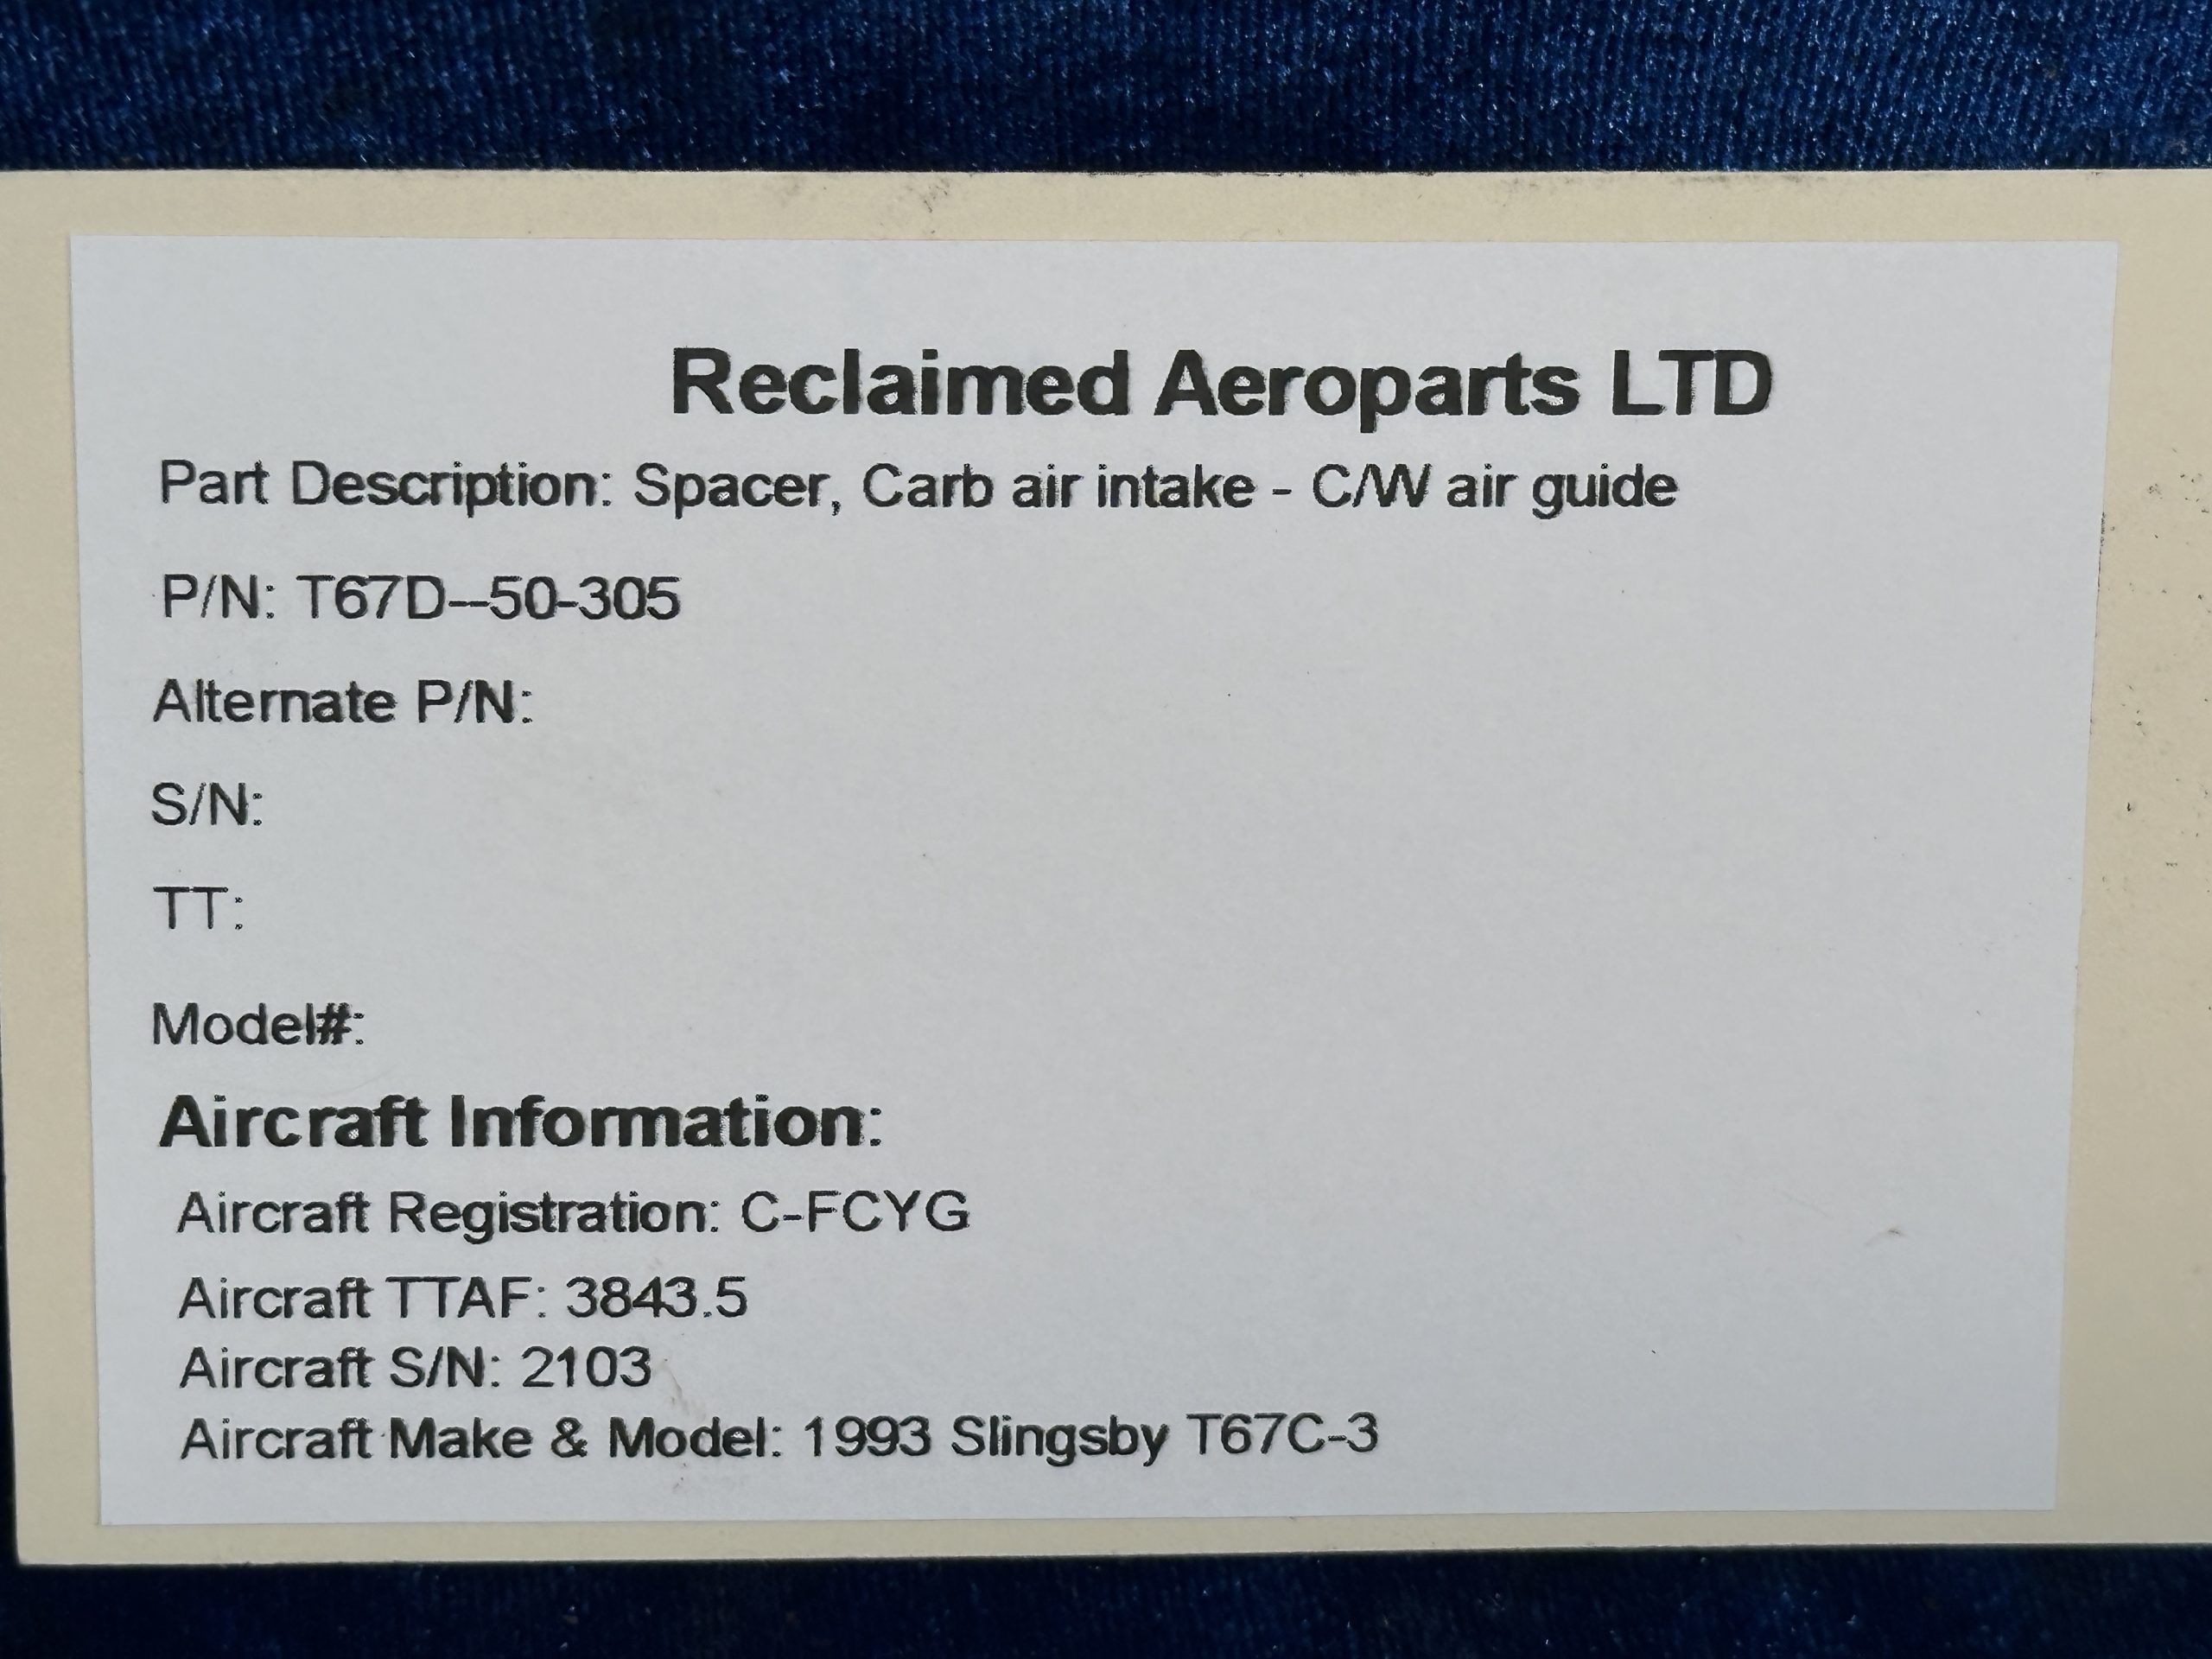 Reclaimed Aeroparts LTD
Part Description: Spacer, Carb air intake - C/W air guide
P/N: T67D--50-305
Alternate P/N:
S/N:
TT:
Model#:
Aircraft Information:
Aircraft Registration: C-FCYG
Aircraft TTAF: 3843.5
Aircraft S/N: 2103
Aircraft Make & Model: 1993 Slingsby T67C-3